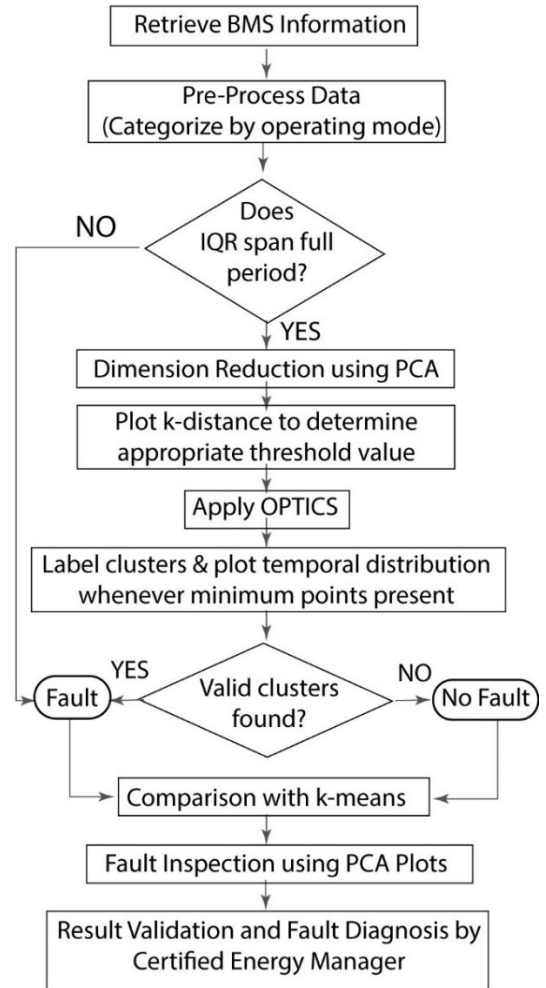 Retrieve BMS Information
Pre-Process Data
(Categorize by operating mode)
Does
IQR span full
period?
NO
YES
Dimension Reduction using PCA
Plot k-distance to determine
appropriate threshold value
Apply OPTICS
Label clusters & plot temporal distribution
whenever minimum points present
Valid clusters
found?
YES
NO
Fault
No Fault
Comparison with k-means
Fault Inspection using PCA Plots
Result Validation and Fault Diagnosis by
Certified Energy Manager